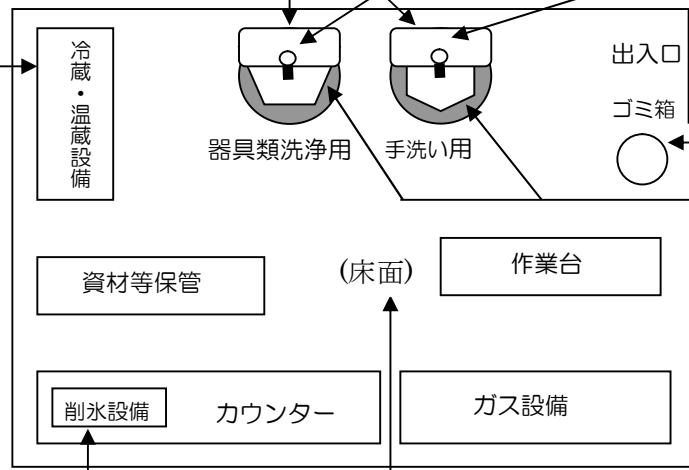 冷蔵・温蔵設備
出入口
ゴミ箱
器具類洗浄用
手洗い用
資材等保管
(床面)
作業台
削氷設備
カウンター
ガス設備